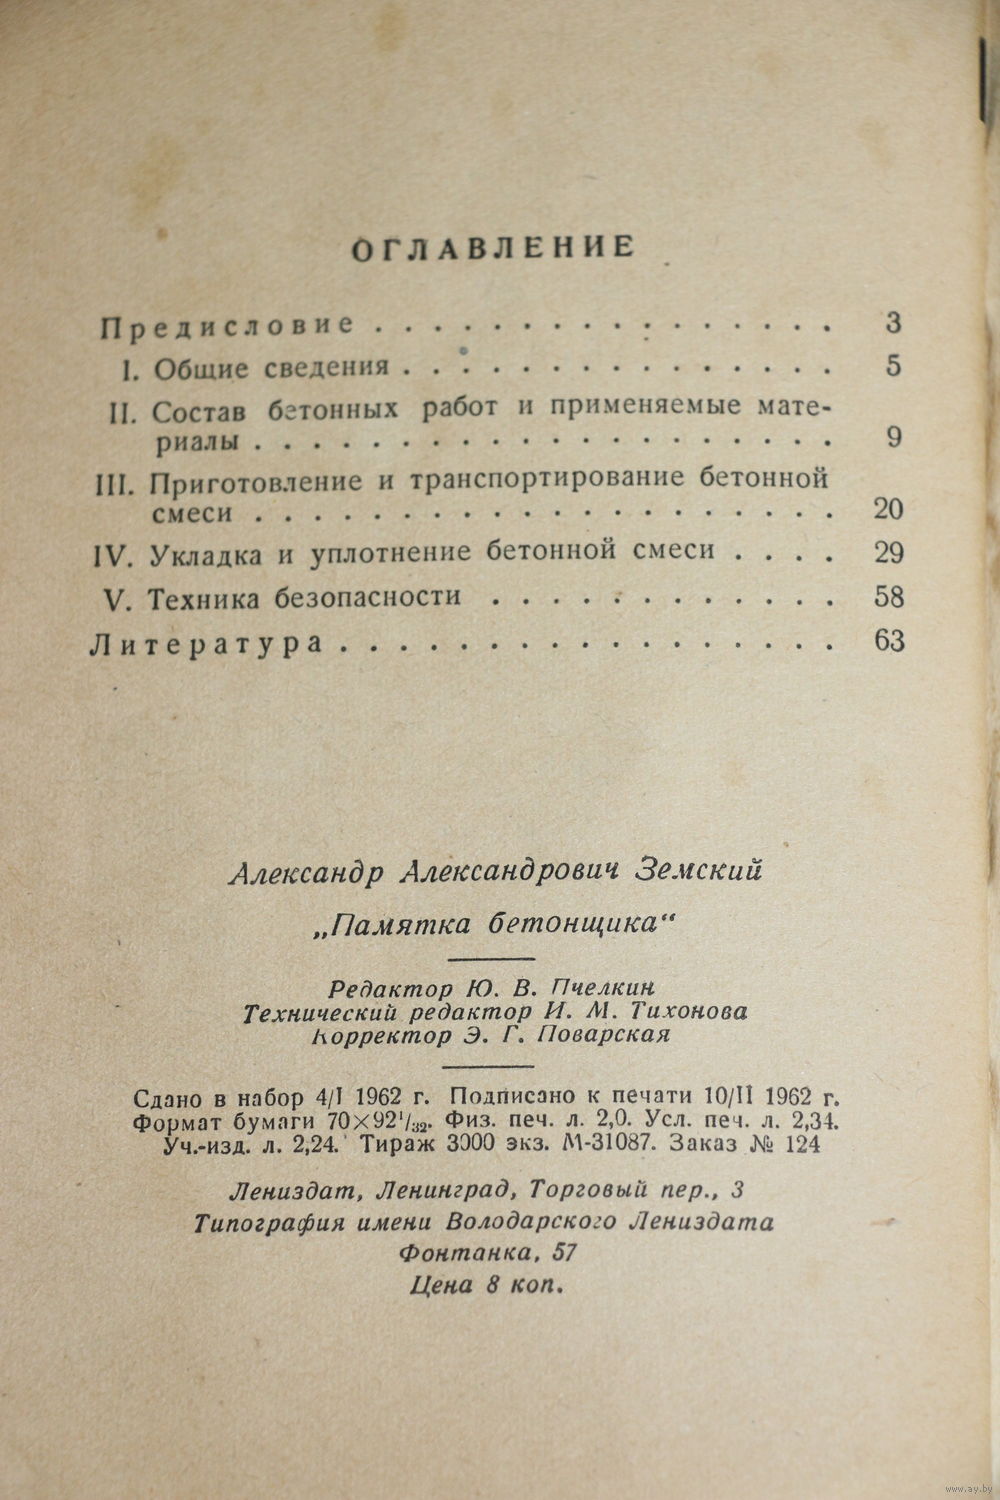 ОГЛАВЛЕНИЕ
Предисловие . . . . . . . . . . . . . . . . 3
I. Общие сведения . . . . . . . . . . . . . . . 5
II. Состав бетонных работ и применяемые мате-
риалы . . . . . . . . . . . . . . . . . . . . 9
III. Приготовление и транспортирование бетонной
смеси . . . . . . . . . . . . . . . . . . . . 20
IV. Укладка и уплотнение бетонной смеси . . . . 29
V. Техника безопасности . . . . . . . . . . . . 58
Литература . . . . . . . . . . . . . . . . . 63
Александр Александрович Земский
„Памятка бетонщика“
Редактор Ю. В. Пчелкин
Технический редактор И. М. Тихонова
Корректор Э. Г. Поварская
Сдано в набор 4/I 1962 г. Подписано к печати 10/II 1962 г.
Формат бумаги 70×92¹/₃₂. Физ. печ. л. 2,0. Усл. печ. л. 2,34.
Уч.-изд. л. 2,24. Тираж 3000 экз. М-31087. Заказ № 124
Лениздат, Ленинград, Торговый пер., 3
Типография имени Володарского Лениздата
Фонтанка, 57
Цена 8 коп.
www.ay.by